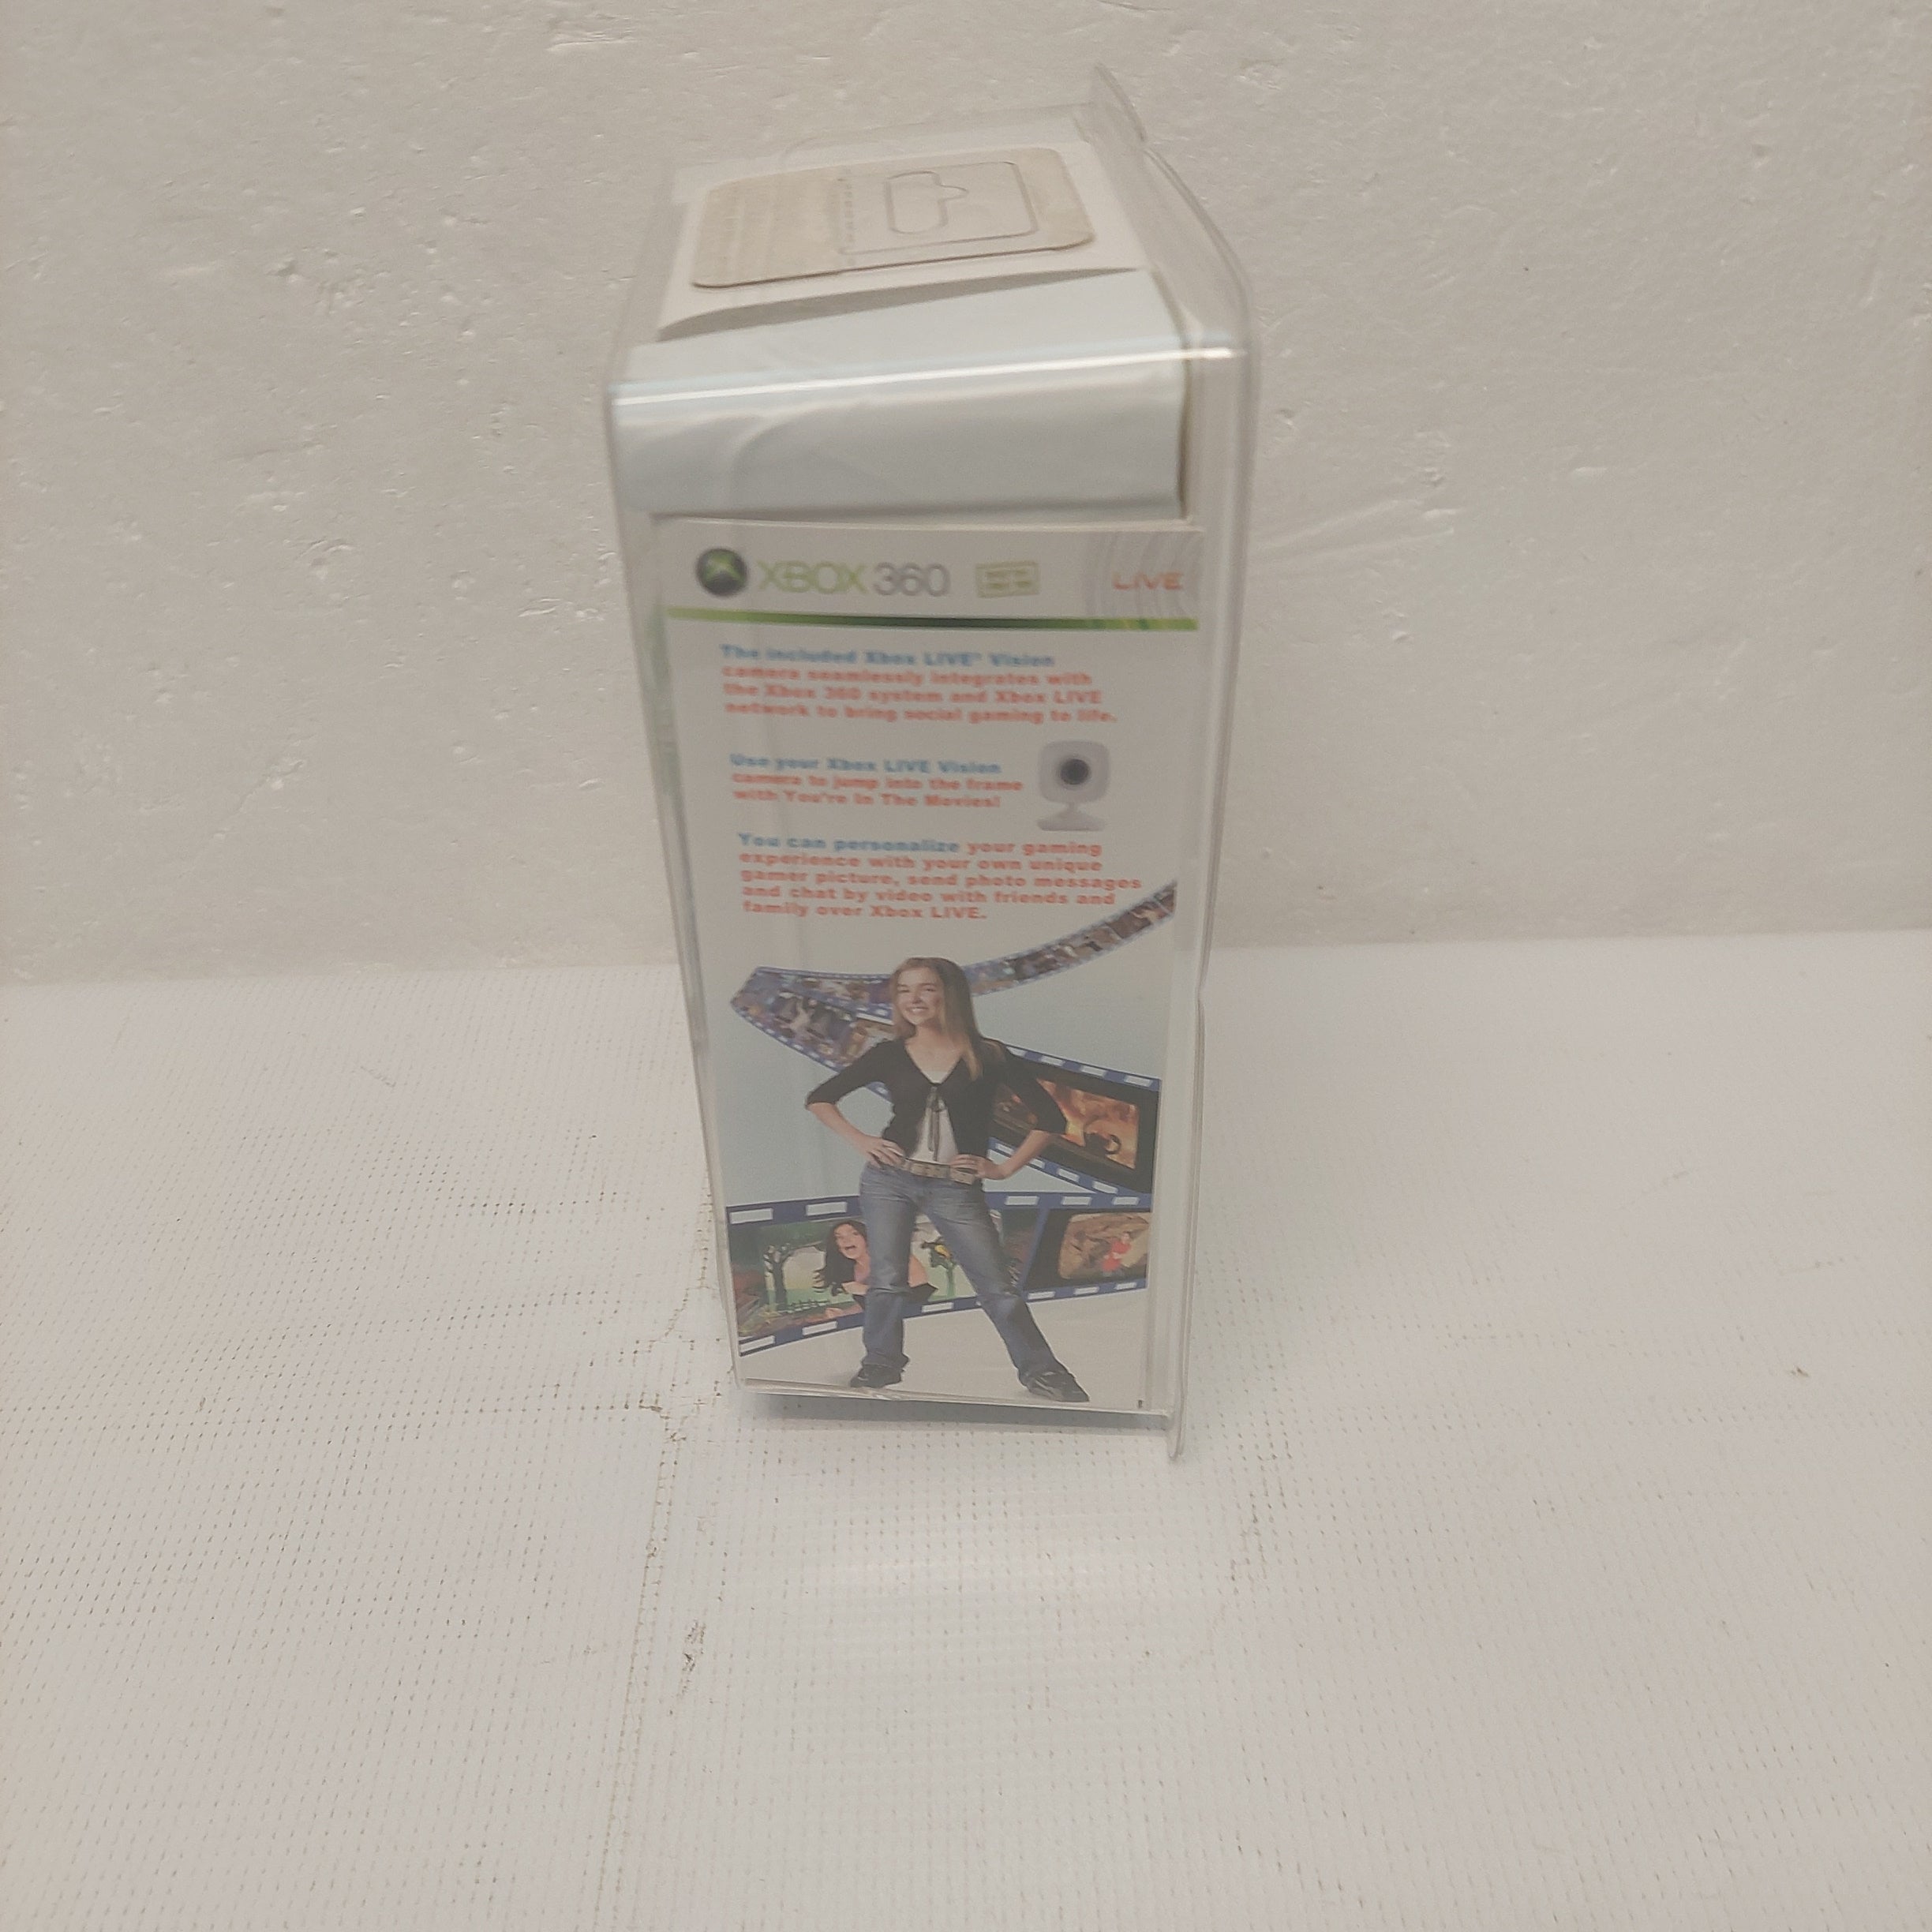 XBOX 360
LIVE
The included Xbox LIVE® Vision
camera seamlessly integrates with
the Xbox 360 system and Xbox LIVE
network to bring social gaming to life.
Use your Xbox LIVE Vision
camera to jump into the frame
with You're In The Movies!
You can personalize your gaming
experience with your own unique
gamer picture, send photo messages
and chat by video with friends and
family over Xbox LIVE.